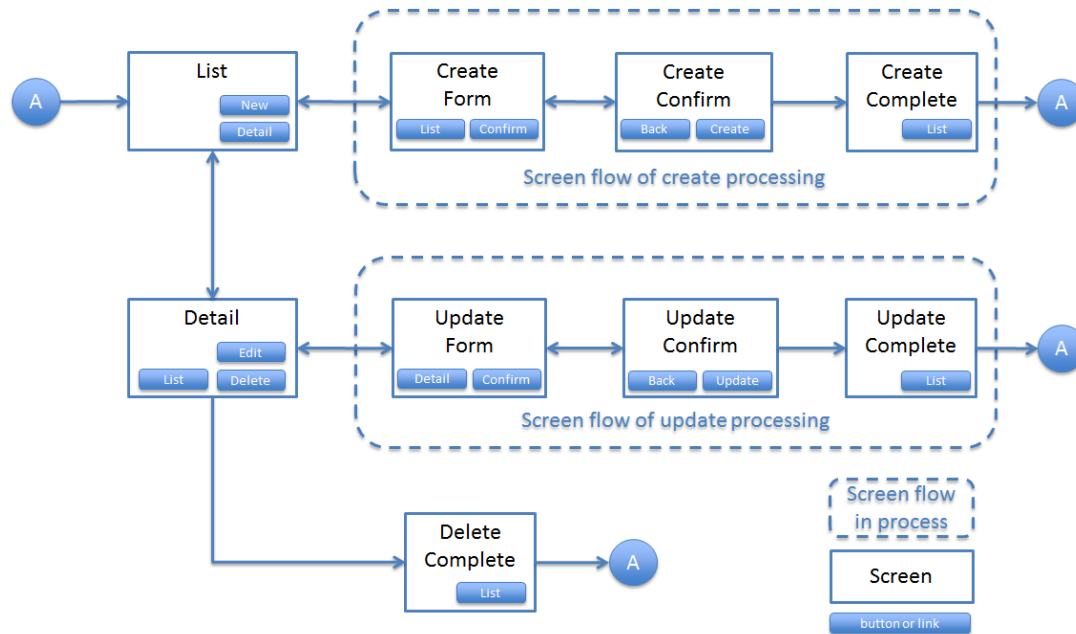 List
New
Detail
A
Create
Form
List
Confirm
Create
Confirm
Back
Create
Create
Complete
List
A
Screen flow of create processing
Detail
Edit
List
Delete
Update
Form
Detail
Confirm
Update
Confirm
Back
Update
Update
Complete
List
A
Screen flow of update processing
Delete
Complete
List
A
Screen flow
in process
Screen
button or link